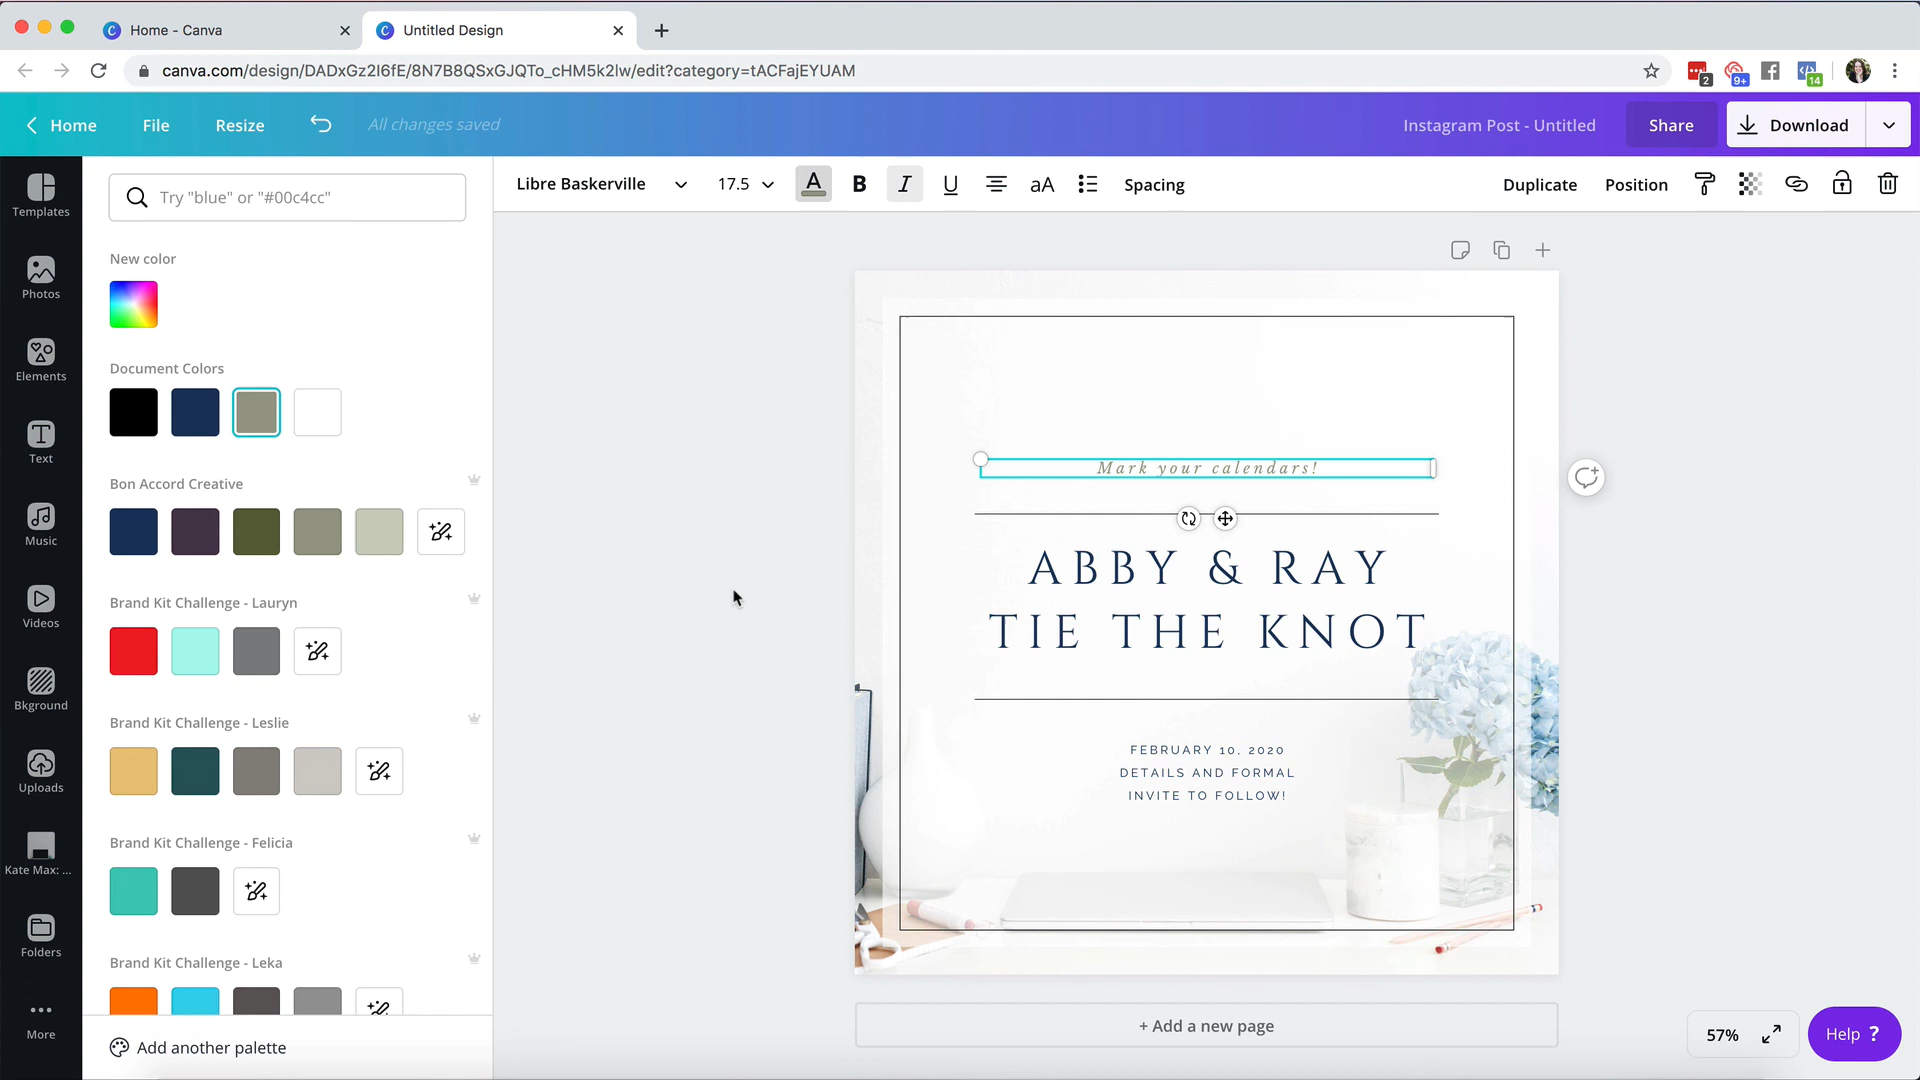 Home - Canva
Untitled Design
canva.com/design/DADxGz2I6fE/8N7B8QSxGJQTo_cHM5k2lw/edit?category=tACFajEYUAM
2
9+
14
Home
File
Resize
All changes saved
Instagram Post - Untitled
Share
Download
Templates
Photos
Elements
Text
Music
Videos
Bkground
Uploads
Kate Max: ...
Folders
More
Try "blue" or "#00c4cc"
New color
Document Colors
Bon Accord Creative
Brand Kit Challenge - Lauryn
Brand Kit Challenge - Leslie
Brand Kit Challenge - Felicia
Brand Kit Challenge - Leka
Add another palette
Libre Baskerville
17.5
A
B
I
U
aA
Spacing
Duplicate
Position
Mark your calendars!
ABBY & RAY
TIE THE KNOT
FEBRUARY 10, 2020
DETAILS AND FORMAL
INVITE TO FOLLOW!
+ Add a new page
57%
Help ?